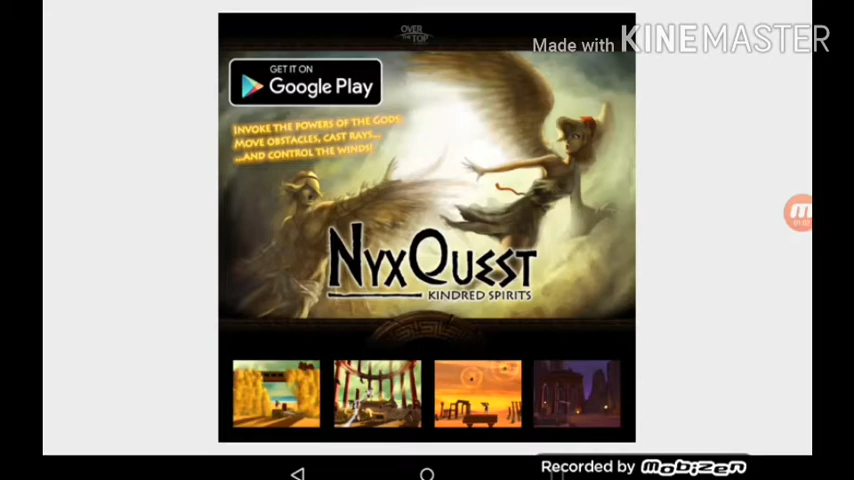 OVER
THE TOP
Made with KINEMASTER
GET IT ON
Google Play
INVOKE THE POWERS OF THE GODS.
MOVE OBSTACLES, CAST RAYS...
...AND CONTROL THE WINDS!
NYXQUEST
KINDRED SPIRITS
Recorded by MOBIZEN